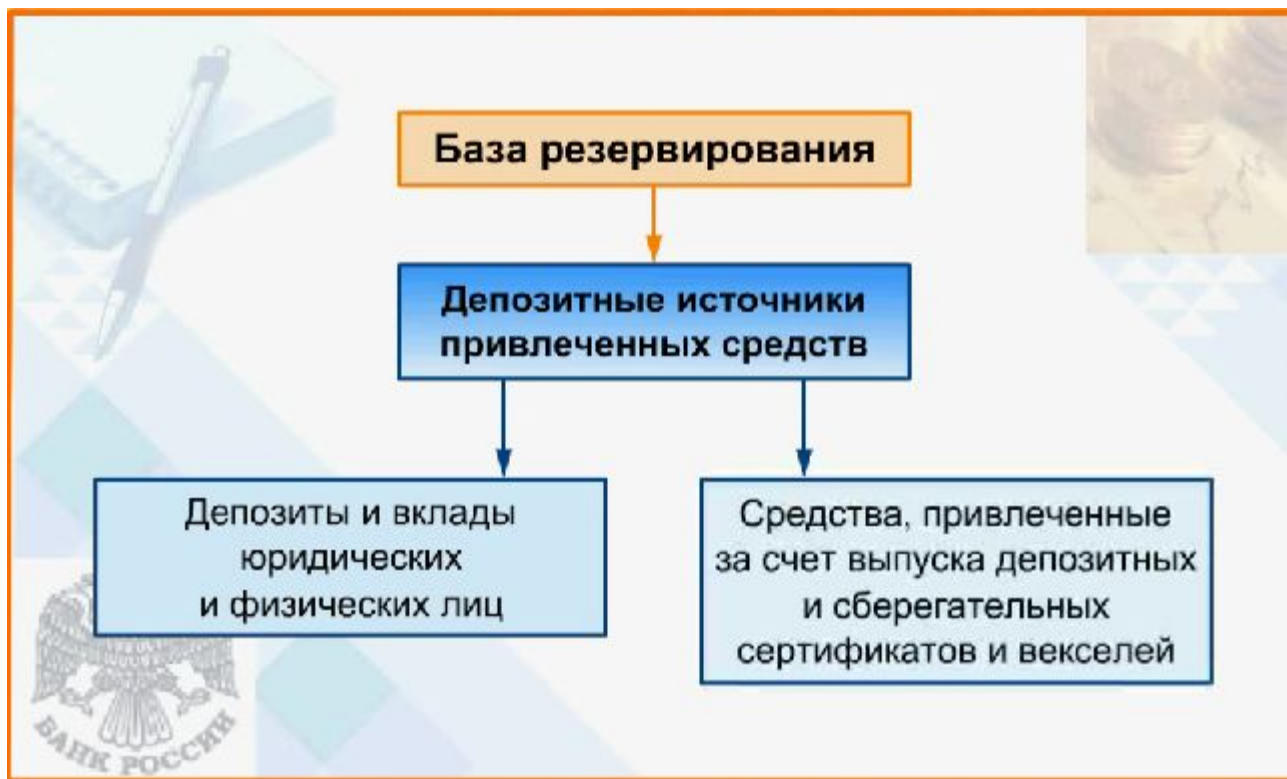 База резервирования
Депозитные источники
привлеченных средств
Депозиты и вклады
юридических
и физических лиц
Средства, привлеченные
за счет выпуска депозитных
и сберегательных
сертификатов и векселей
БАНК РОССИИ